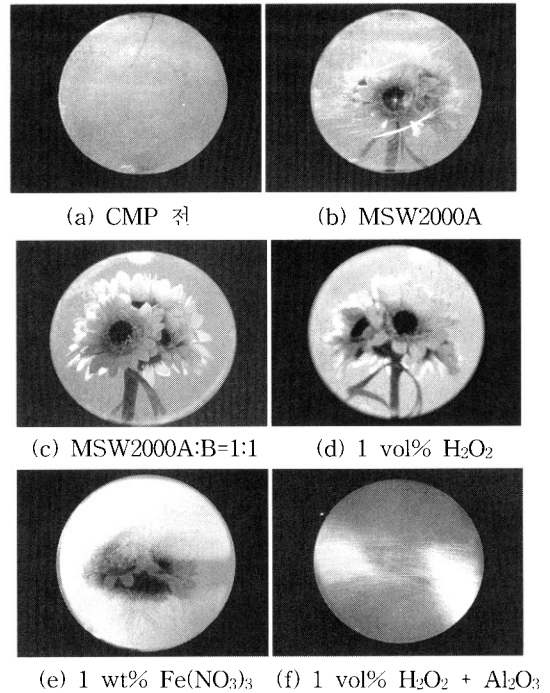 (a) CMP 전
(b) MSW2000A
(c) MSW2000A:B=1:1
(d) 1 vol% H₂O₂
(e) 1 wt% Fe(NO₃)₃
(f) 1 vol% H₂O₂ + Al₂O₃